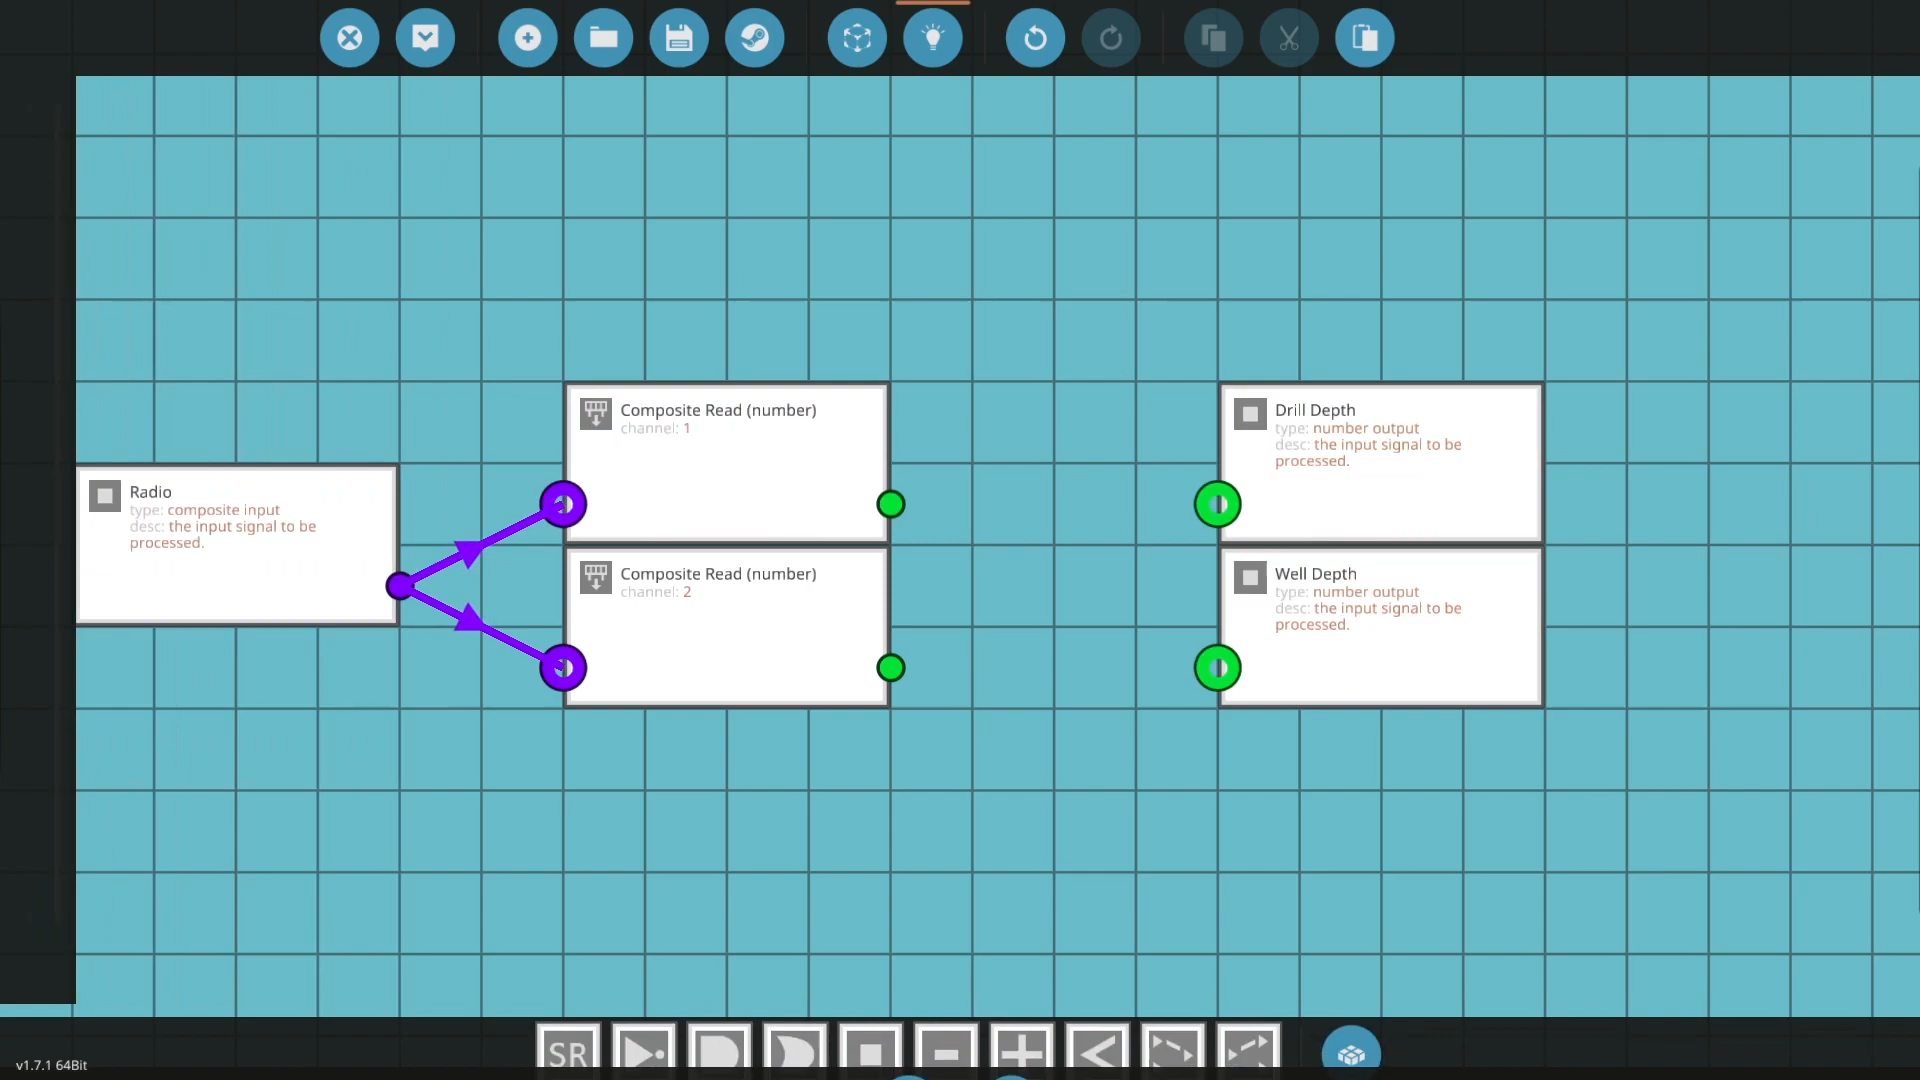 Radio
type: composite input
desc: the input signal to be
processed.
Composite Read (number)
channel: 1
Composite Read (number)
channel: 2
Drill Depth
type: number output
desc: the input signal to be
processed.
Well Depth
type: number output
desc: the input signal to be
processed.
SR
v1.7.1 64Bit